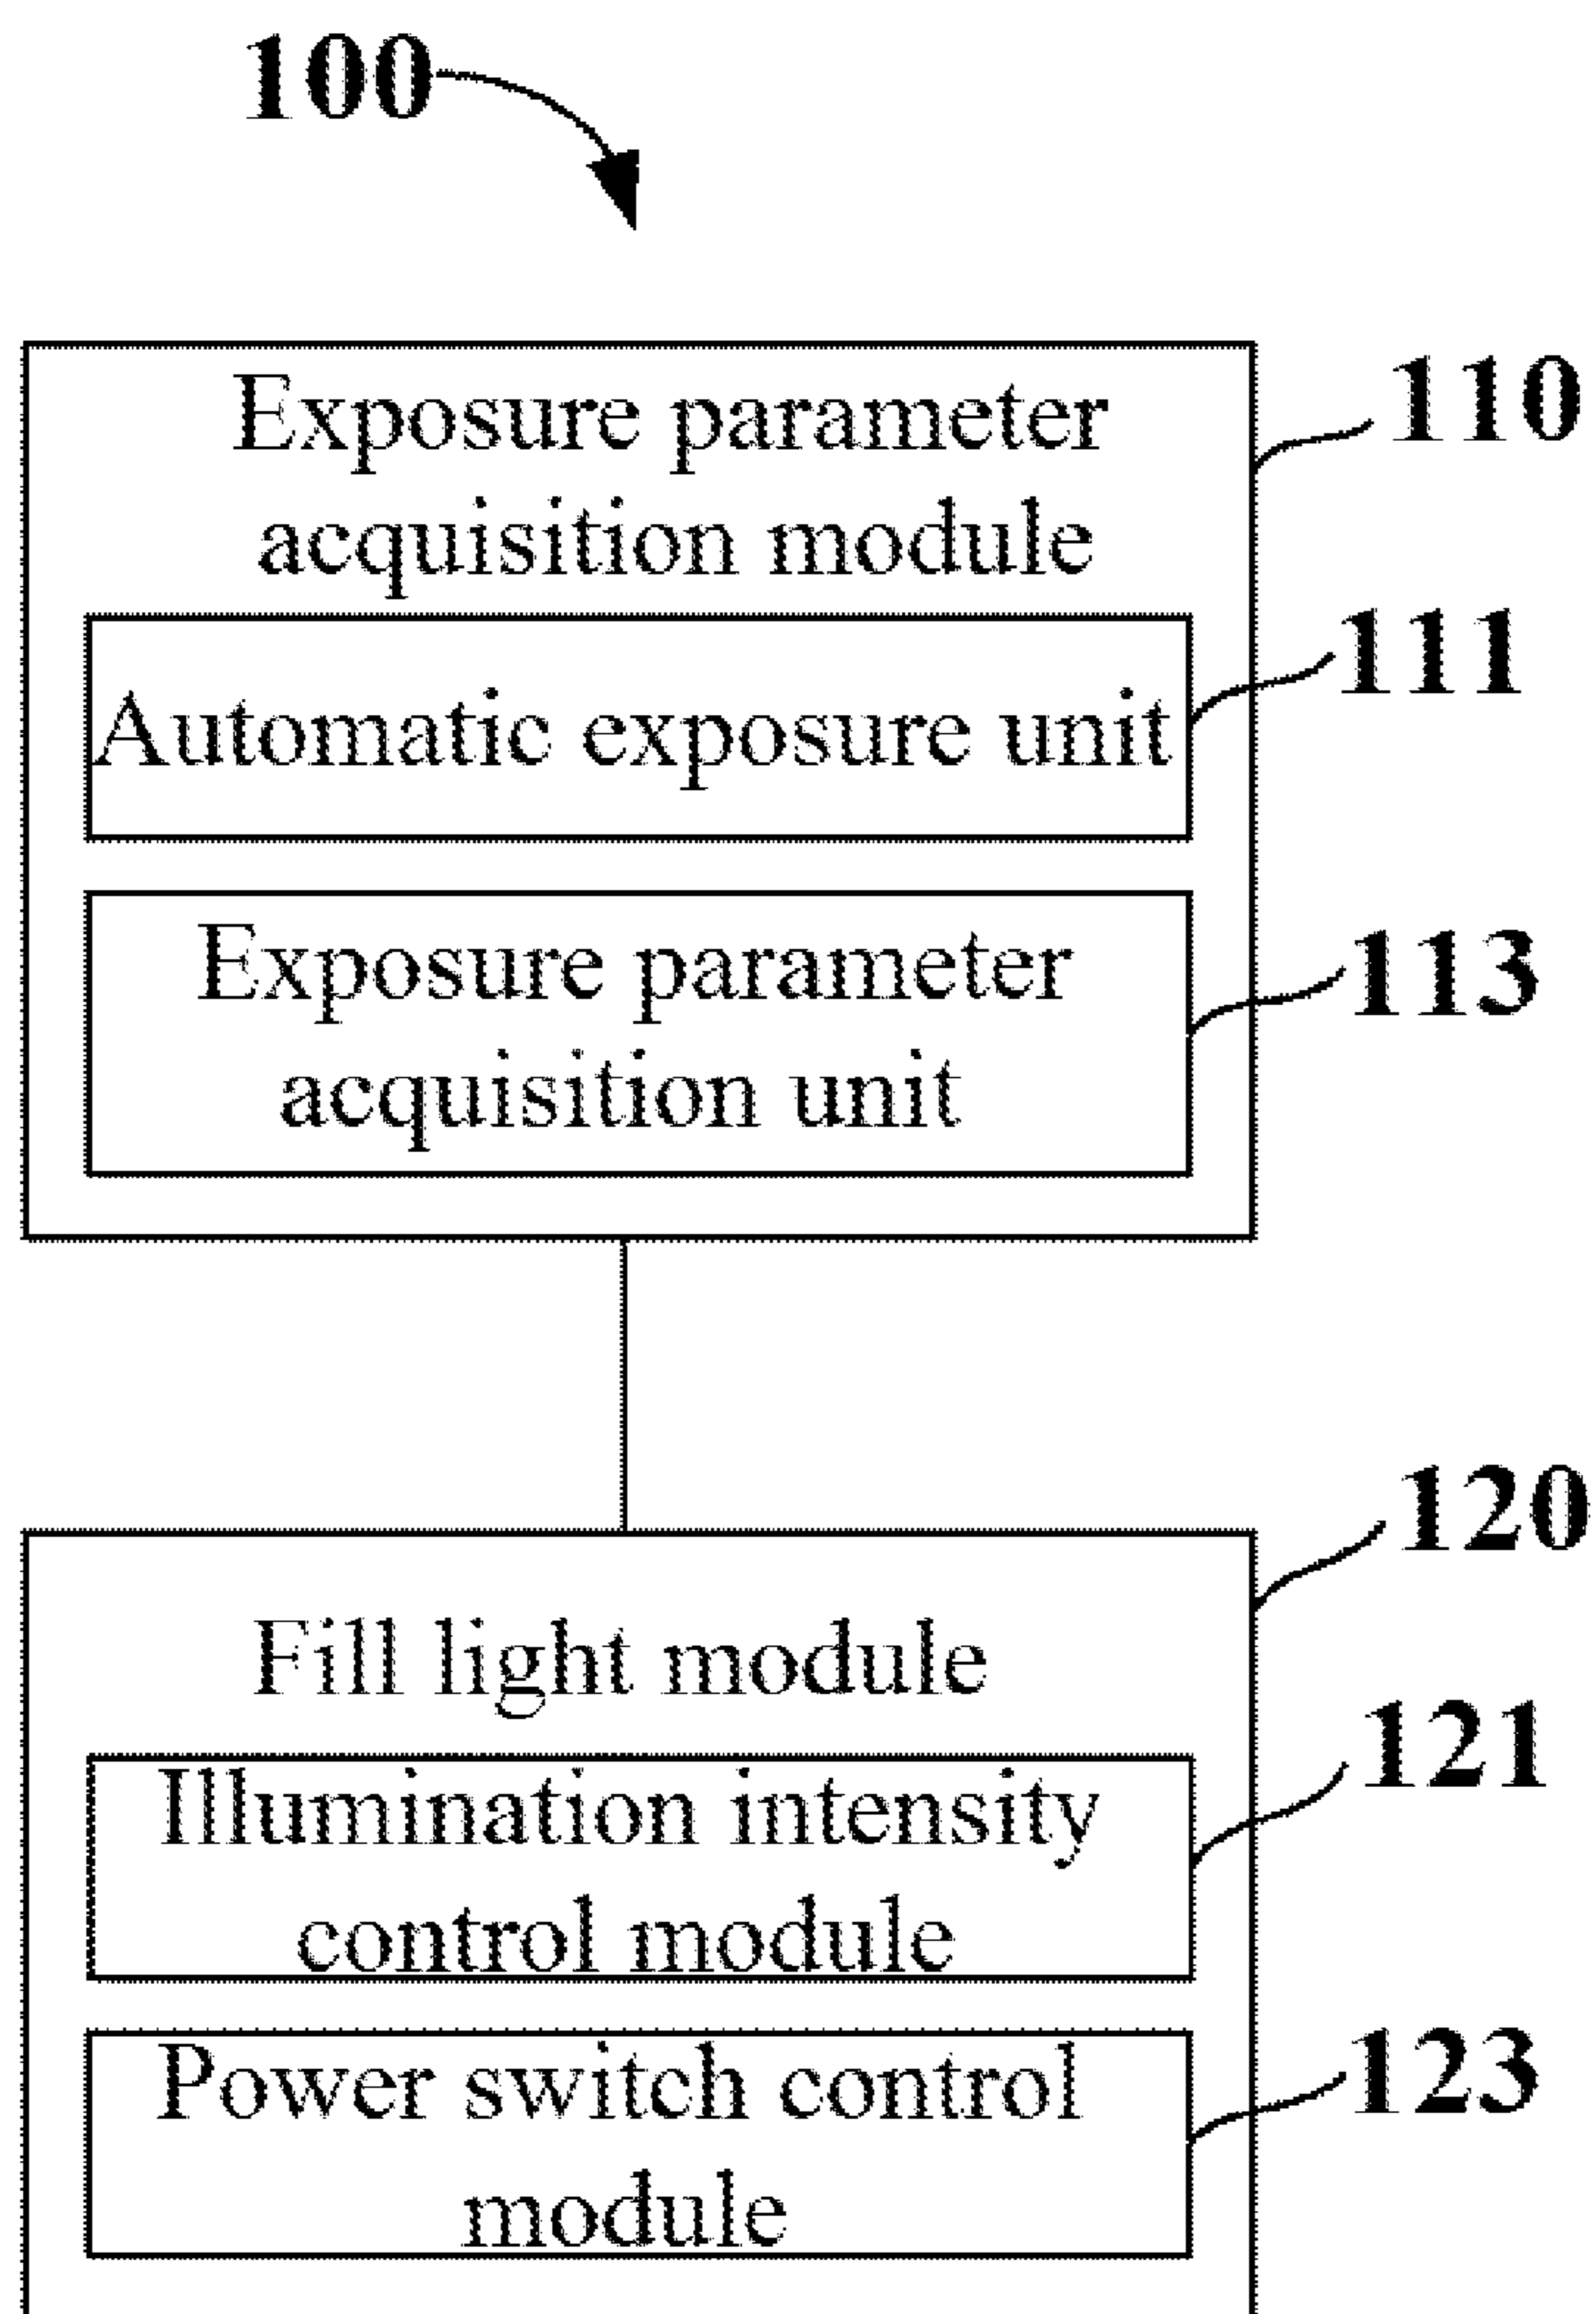 100
Exposure parameter
acquisition module
110
Automatic exposure unit
111
Exposure parameter
acquisition unit
113
Fill light module
120
Illumination intensity
control module
121
Power switch control
module
123